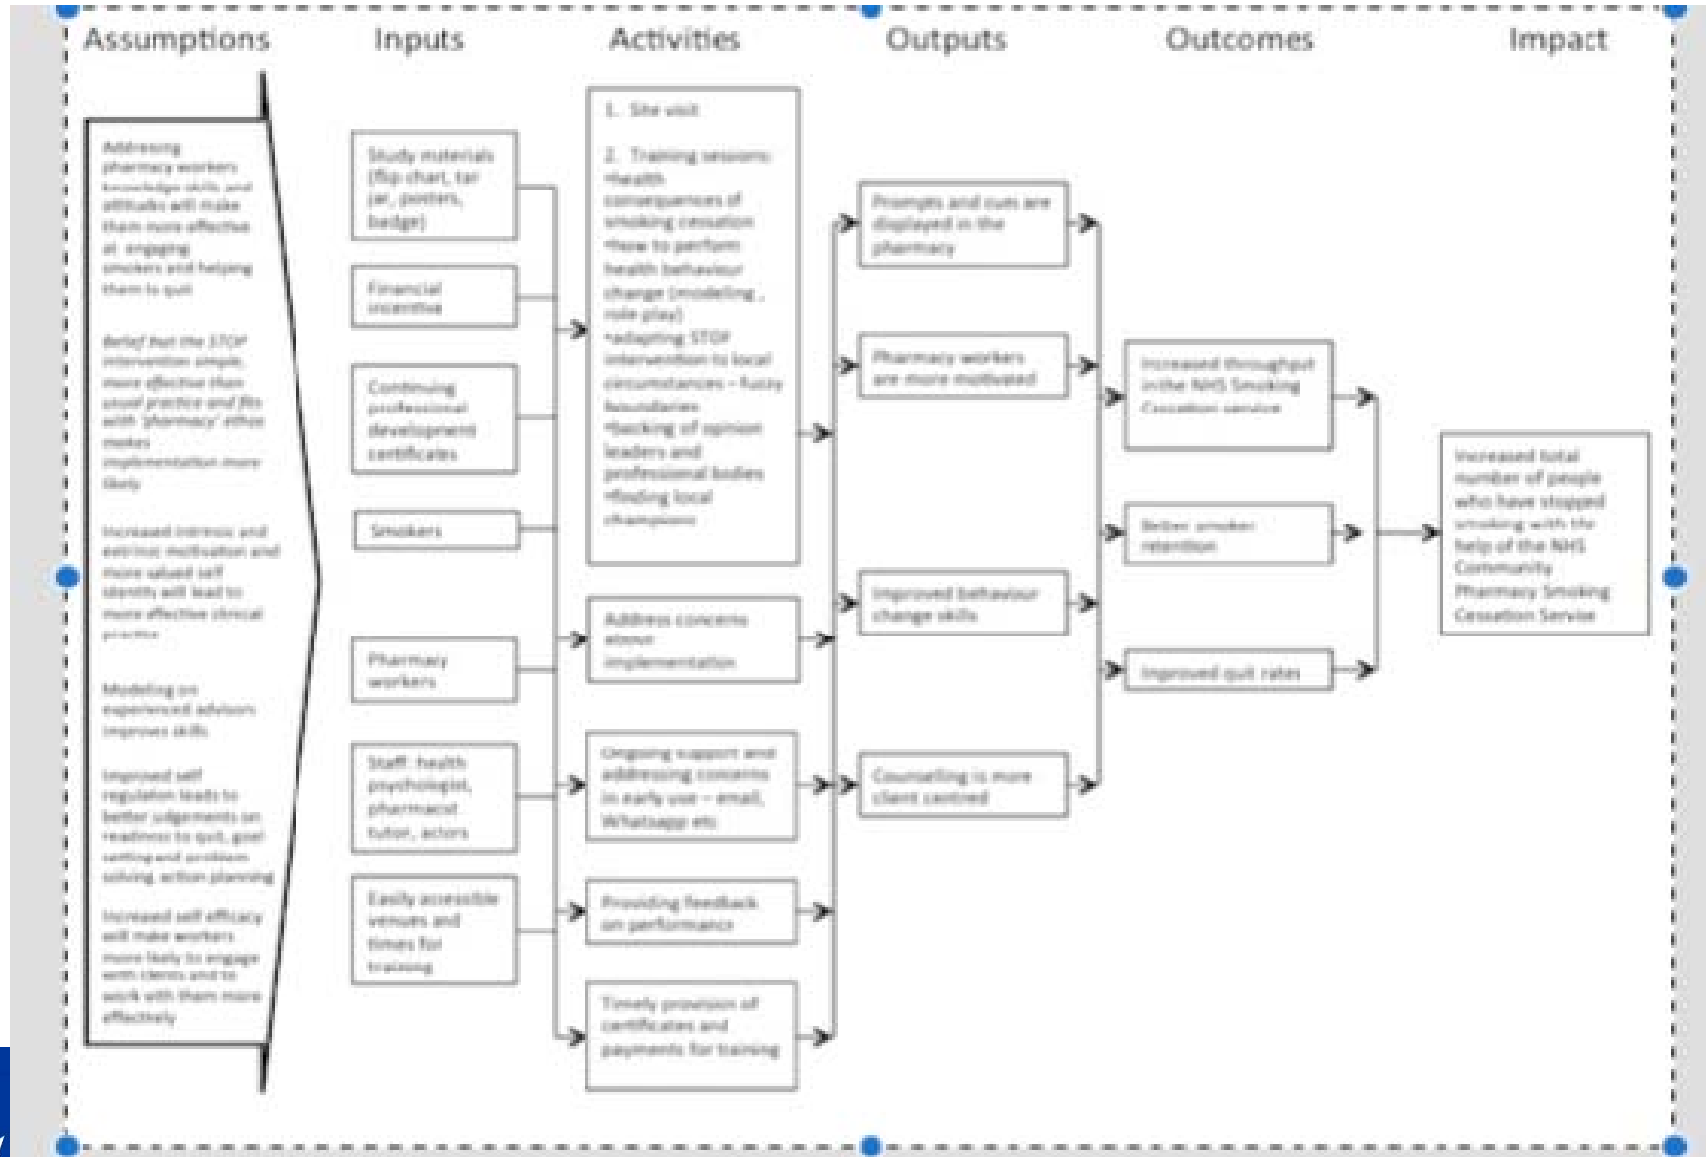 Assumptions
Inputs
Activities
Outputs
Outcomes
Impact
Addressing
pharmacy workers
knowledge skills and
attitudes will make
them more effective
at engaging
smokers and helping
them to quit
Belief that the STOP
intervention simple,
more effective than
usual practice and fits
with 'pharmacy' ethos
makes
implementation more
likely
Increased intrinsic and
extrinsic motivation and
more valued self
identity will lead to
more effective clinical
practice
Modeling on
experienced advisors
improves skills
Improved self
regulation leads to
better judgements on
readiness to quit, goal
setting and problem
solving action planning
Increased self efficacy
will make workers
more likely to engage
with clients and to
work with them more
effectively
Study materials
(flip chart, tar
jar, posters,
badge)
Financial
incentive
Continuing
professional
development
certificates
Smokers
Pharmacy
workers
Staff: health
psychologist,
pharmacist
tutor, actors
Easily accessible
venues and
times for
training
1. Site visit
2. Training sessions:
•health
consequences of
smoking cessation
•how to perform
health behaviour
change (modelling ,
role play)
•adapting STOP
intervention to local
circumstances – fuzzy
boundaries
•backing of opinion
leaders and
professional bodies
•finding local
champions
Address concerns
about
implementation
Ongoing support and
addressing concerns
in early use – email,
Whatsapp etc
Providing feedback
on performance
Timely provision of
certificates and
payments for training
Prompts and cues are
displayed in the
pharmacy
Pharmacy workers
are more motivated
Improved behaviour
change skills
Counselling is more
client centred
Increased throughput
in the NHS Smoking
Cessation service
Better smoker
retention
Improved quit rates
Increased total
number of people
who have stopped
smoking with the
help of the NHS
Community
Pharmacy Smoking
Cessation Service